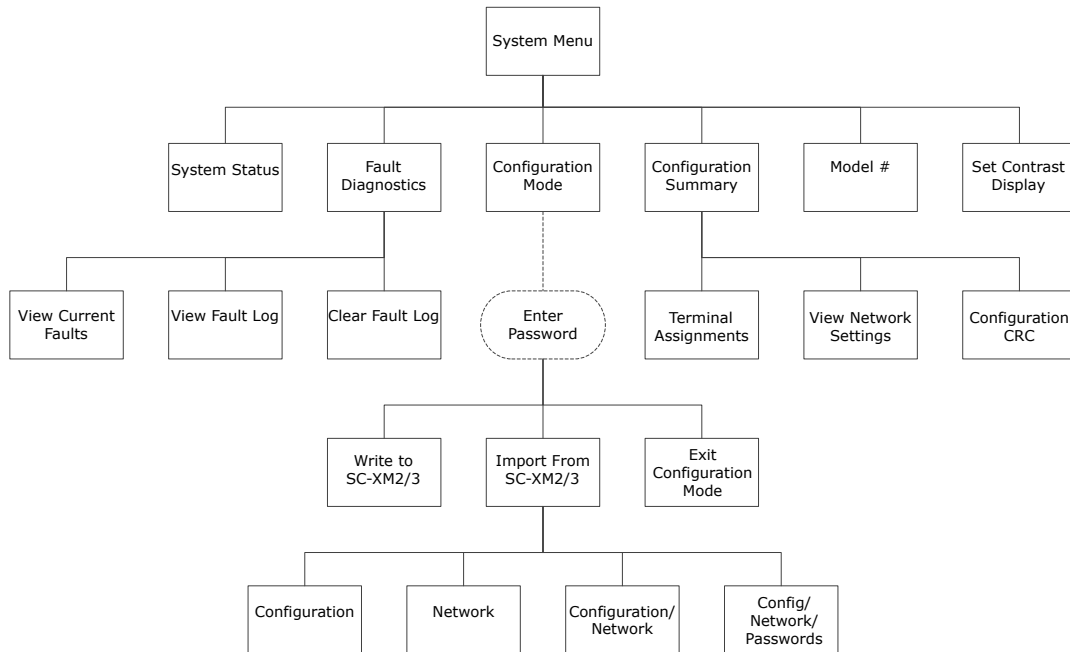 System Menu
System Status
Fault
Diagnostics
Configuration
Mode
Configuration
Summary
Model #
Set Contrast
Display
View Current
Faults
View Fault Log
Clear Fault Log
Enter
Password
Terminal
Assignments
View Network
Settings
Configuration
CRC
Write to
SC-XM2/3
Import From
SC-XM2/3
Exit
Configuration
Mode
Configuration
Network
Configuration/
Network
Config/
Network/
Passwords